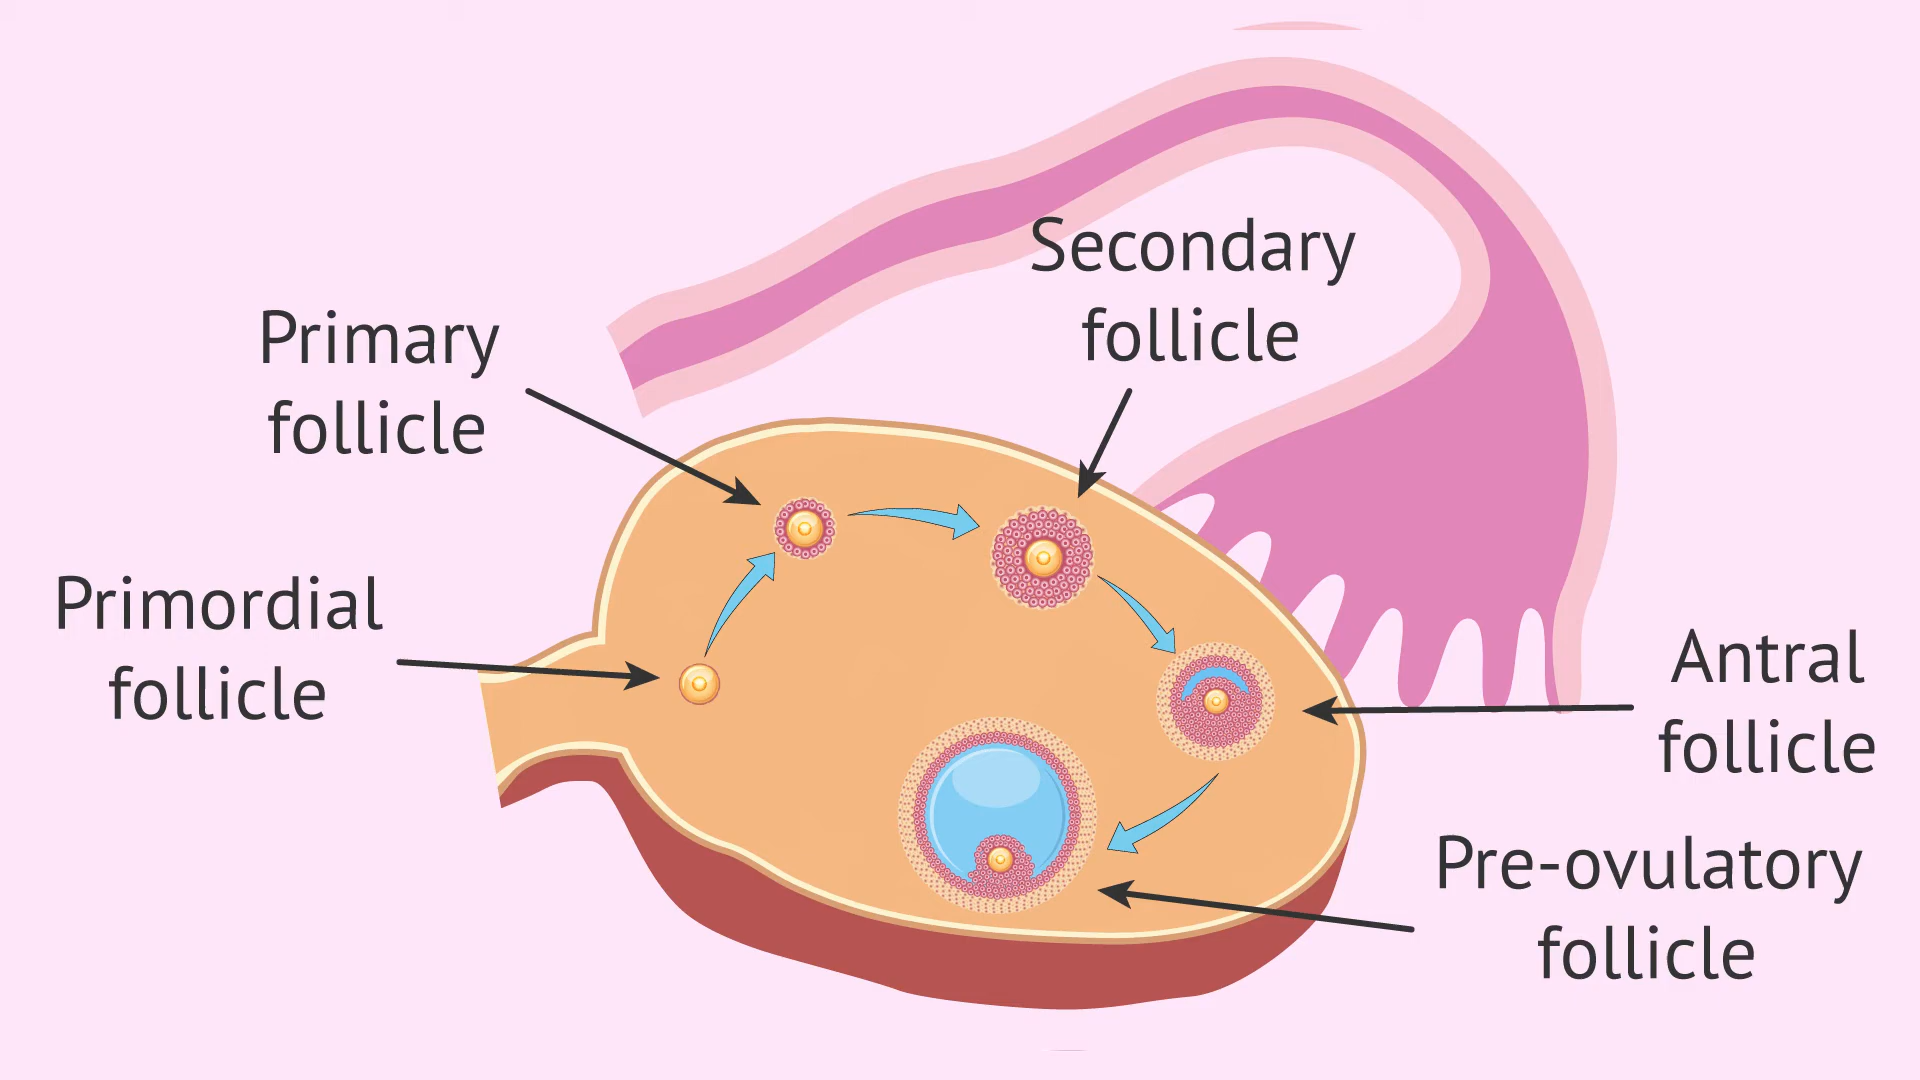 Secondary
follicle
Primary
follicle
Primordial
follicle
Antral
follicle
Pre-ovulatory
follicle